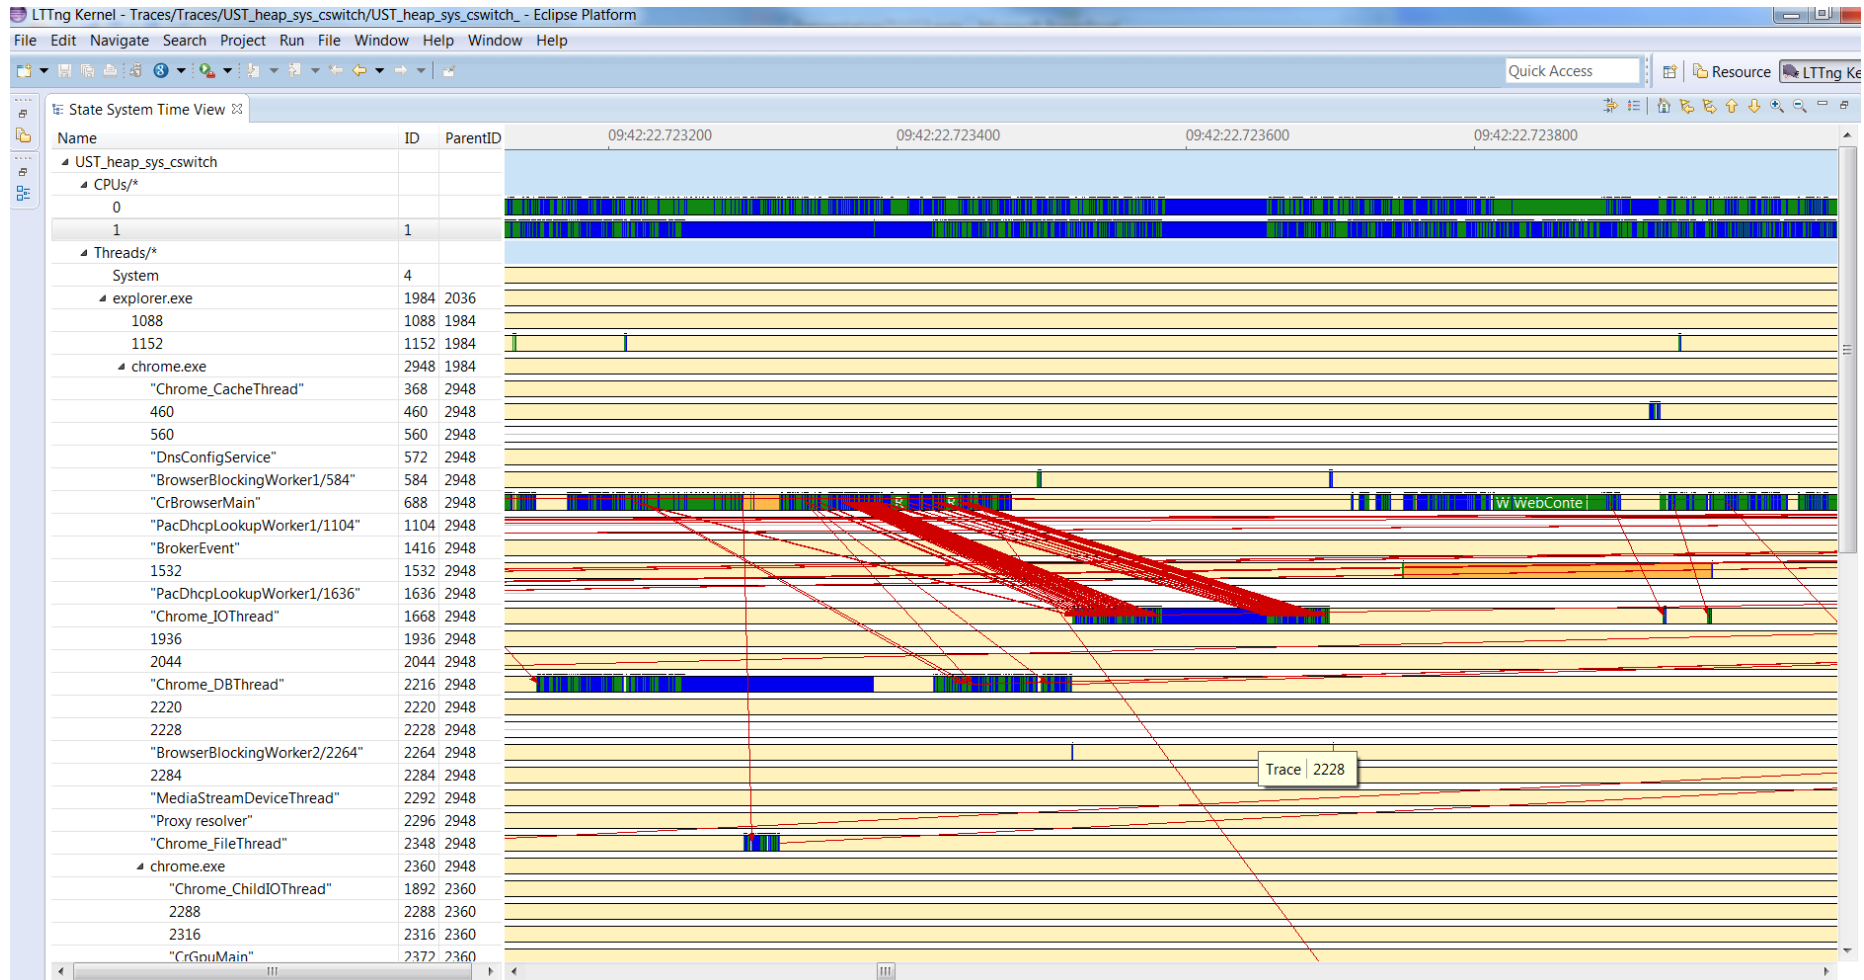 LTTng Kernel - Traces/Traces/UST_heap_sys_cswitch/UST_heap_sys_cswitch_ - Eclipse Platform
File Edit Navigate Search Project Run File Window Help Window Help
Quick Access
Resource
LTTng Ke
State System Time View
Name ID ParentID 09:42:22.723200 09:42:22.723400 09:42:22.723600 09:42:22.723800
UST_heap_sys_cswitch
CPUs/*
0
1 1
Threads/*
System 4
explorer.exe 1984 2036
1088 1088 1984
1152 1152 1984
chrome.exe 2948 1984
"Chrome_CacheThread" 368 2948
460 460 2948
560 560 2948
"DnsConfigService" 572 2948
"BrowserBlockingWorker1/584" 584 2948
"CrBrowserMain" 688 2948 W WebConte
"PacDhcpLookupWorker1/1104" 1104 2948
"BrokerEvent" 1416 2948
1532 1532 2948
"PacDhcpLookupWorker1/1636" 1636 2948
"Chrome_IOThread" 1668 2948
1936 1936 2948
2044 2044 2948
"Chrome_DBThread" 2216 2948
2220 2220 2948
2228 2228 2948
"BrowserBlockingWorker2/2264" 2264 2948
Trace 2228
2284 2284 2948
"MediaStreamDeviceThread" 2292 2948
"Proxy resolver" 2296 2948
"Chrome_FileThread" 2348 2948
chrome.exe 2360 2948
"Chrome_ChildIOThread" 1892 2360
2288 2288 2360
2316 2316 2360
"CrGpuMain" 2372 2360